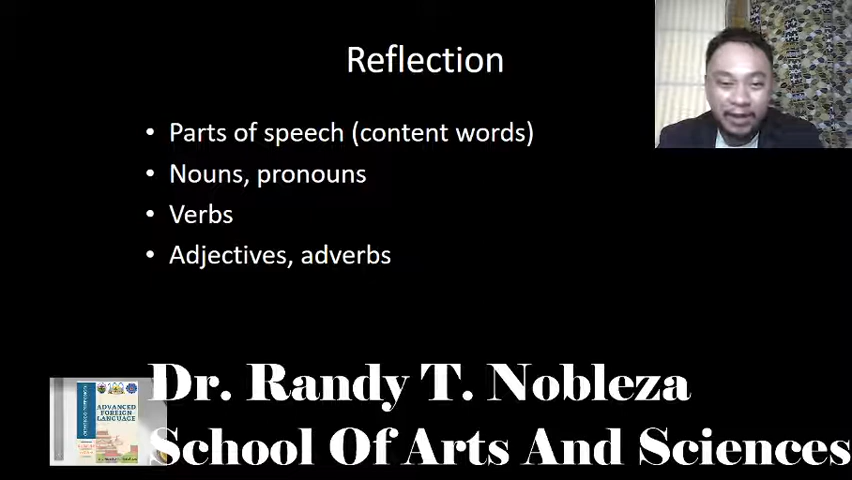 Reflection
• Parts of speech (content words)
• Nouns, pronouns
• Verbs
• Adjectives, adverbs
Dr. Randy T. Nobleza
School Of Arts And Sciences
ADVANCED
FOREIGN
LANGUAGE